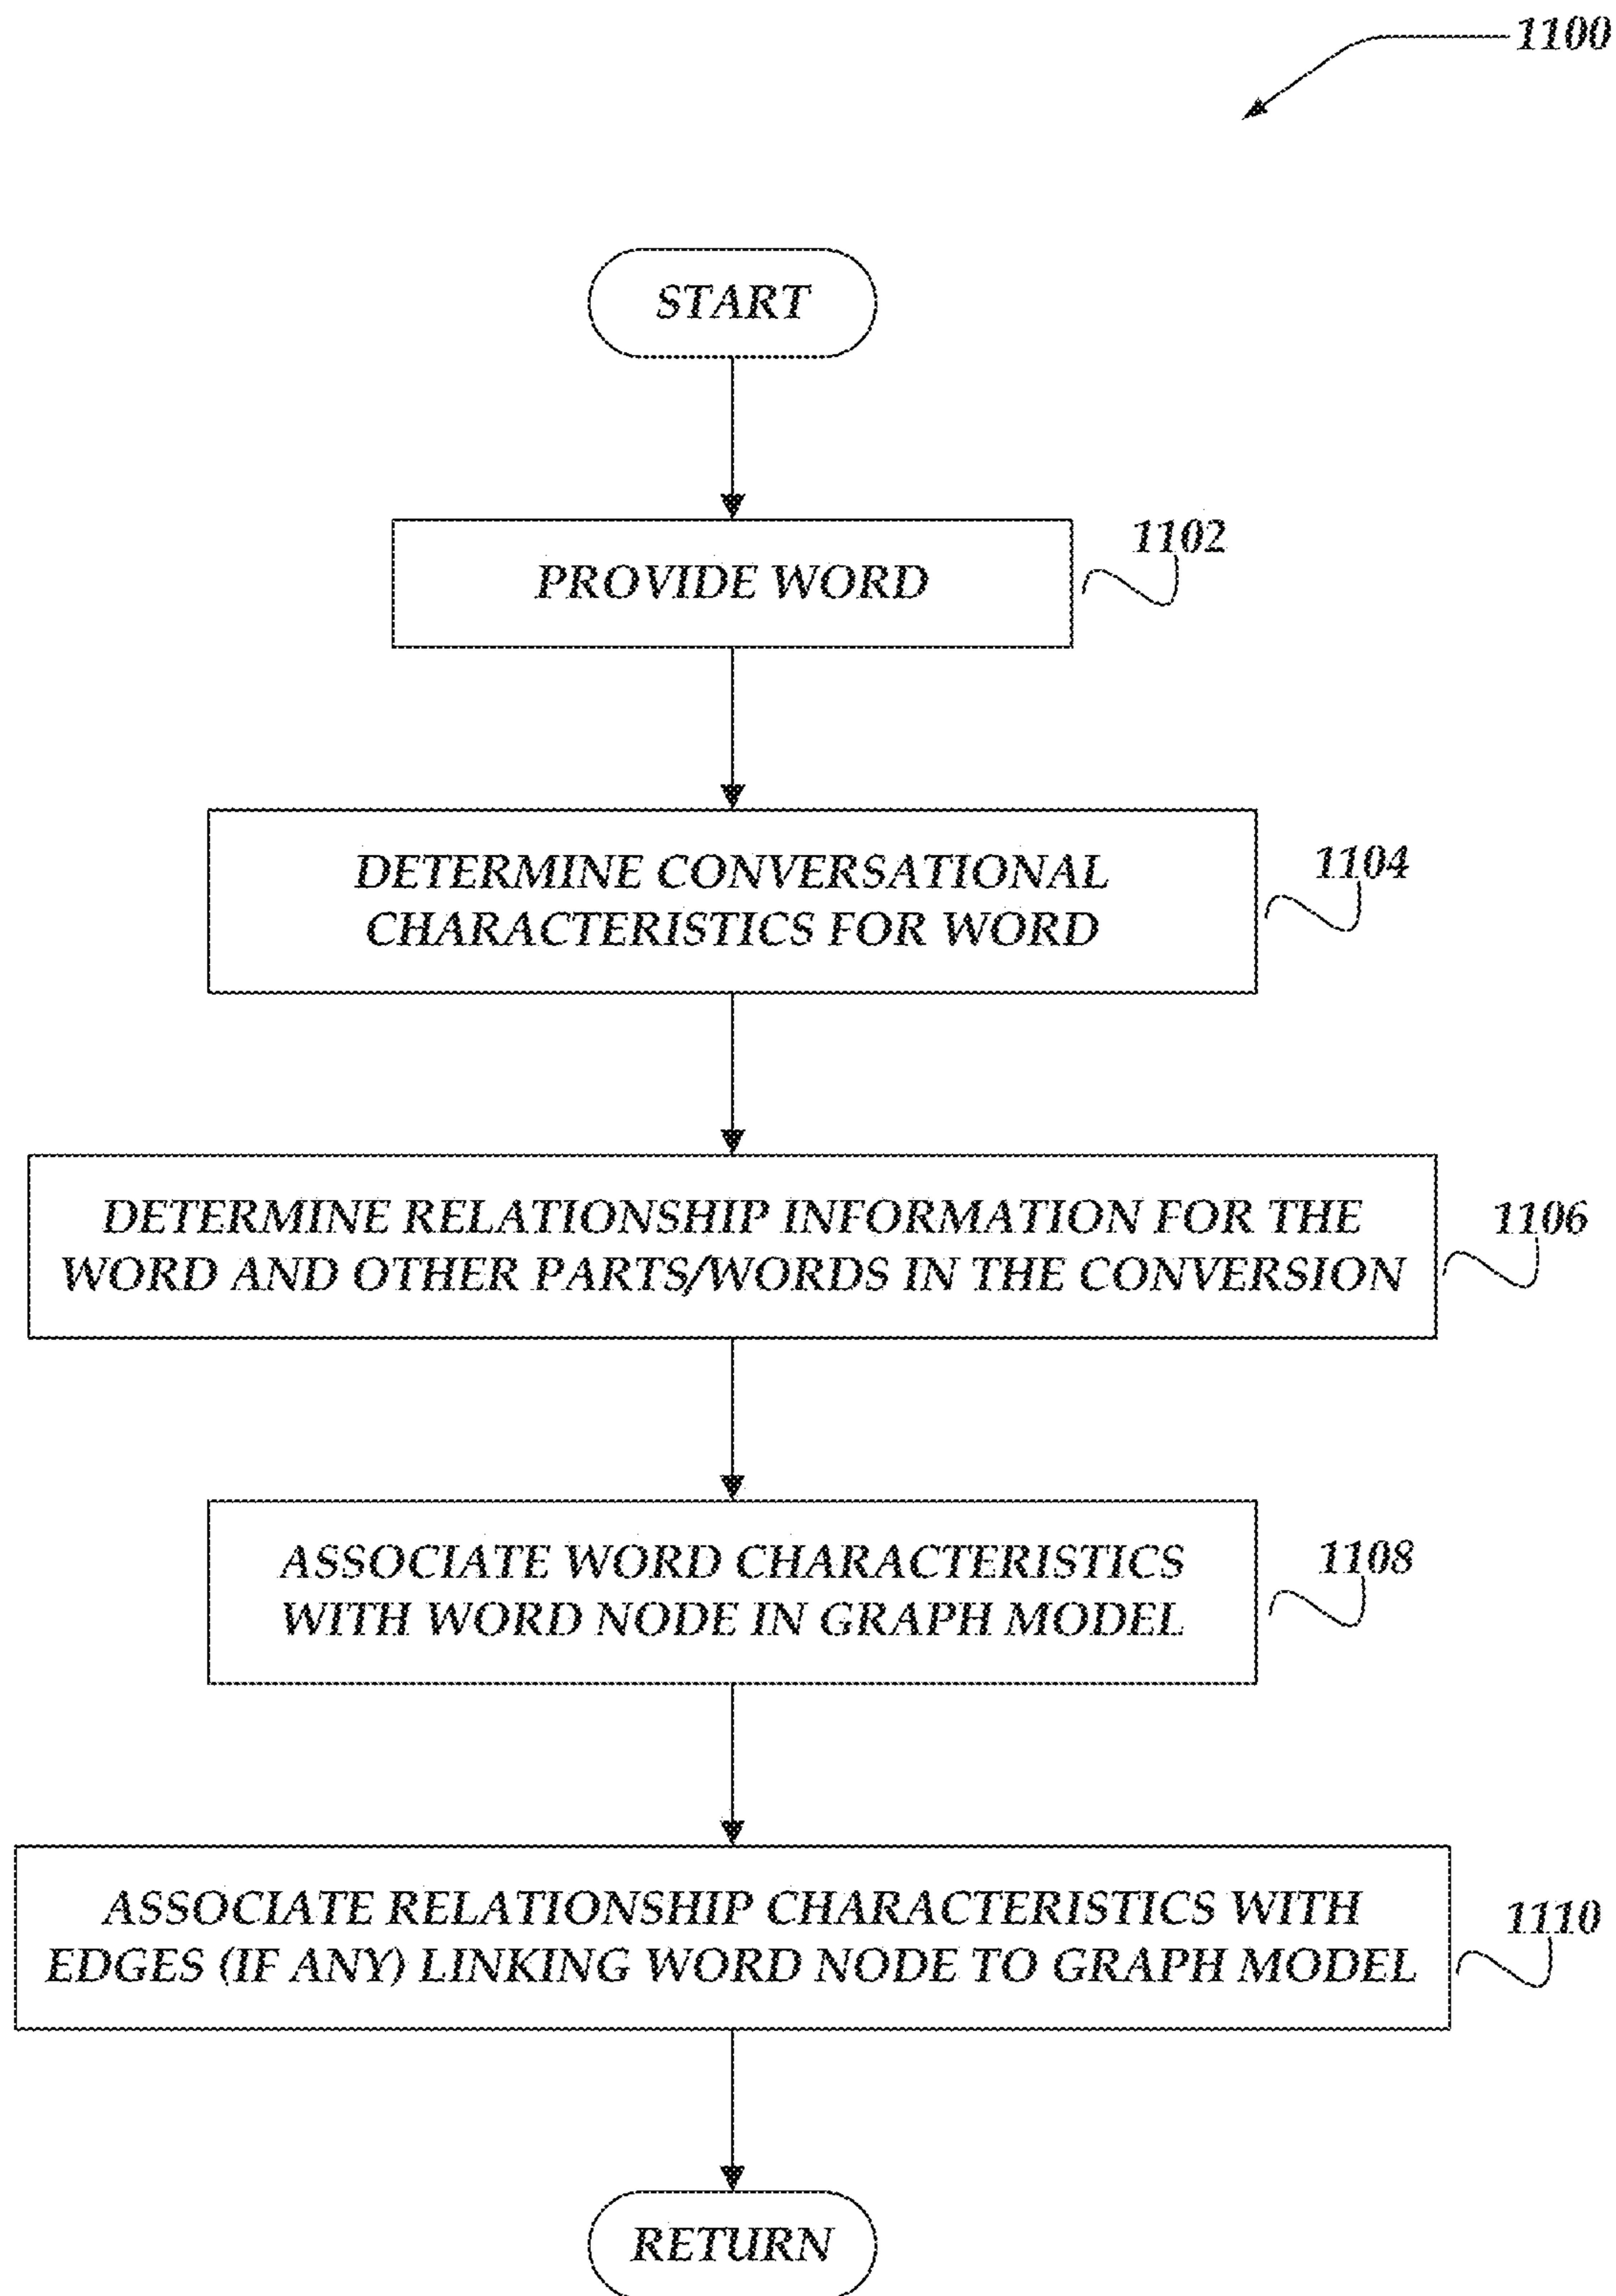 1100
START
PROVIDE WORD
1102
DETERMINE CONVERSATIONAL
CHARACTERISTICS FOR WORD
1104
DETERMINE RELATIONSHIP INFORMATION FOR THE
WORD AND OTHER PARTS/WORDS IN THE CONVERSION
1106
ASSOCIATE WORD CHARACTERISTICS
WITH WORD NODE IN GRAPH MODEL
1108
ASSOCIATE RELATIONSHIP CHARACTERISTICS WITH
EDGES (IF ANY) LINKING WORD NODE TO GRAPH MODEL
1110
RETURN